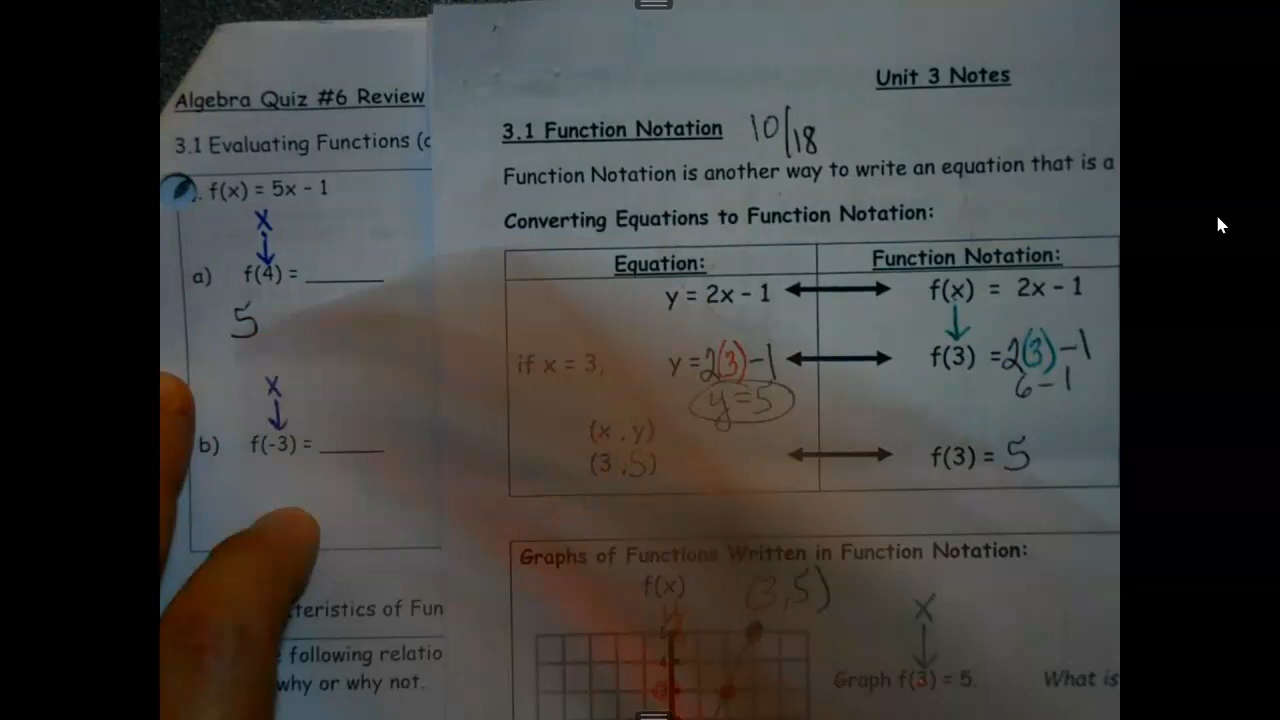 Algebra Quiz #6 Review
3.1 Evaluating Functions (
. f(x) = 5x - 1
x
a) f(4) = ______
5
x
b) f(-3) = ______
teristics of Fun
following relatio
why or why not.
Unit 3 Notes
3.1 Function Notation 10/18
Function Notation is another way to write an equation that is a
Converting Equations to Function Notation:
Equation: Function Notation:
y = 2x - 1 f(x) = 2x - 1
if x = 3, y = 2(3) - 1 f(3) = 2(3) - 1
6 - 1
y = 5
(x , y)
(3 , 5) f(3) = 5
Graphs of Functions Written in Function Notation:
f(x) (3,5) x
y
5
4
3
Graph f(3) = 5. What is